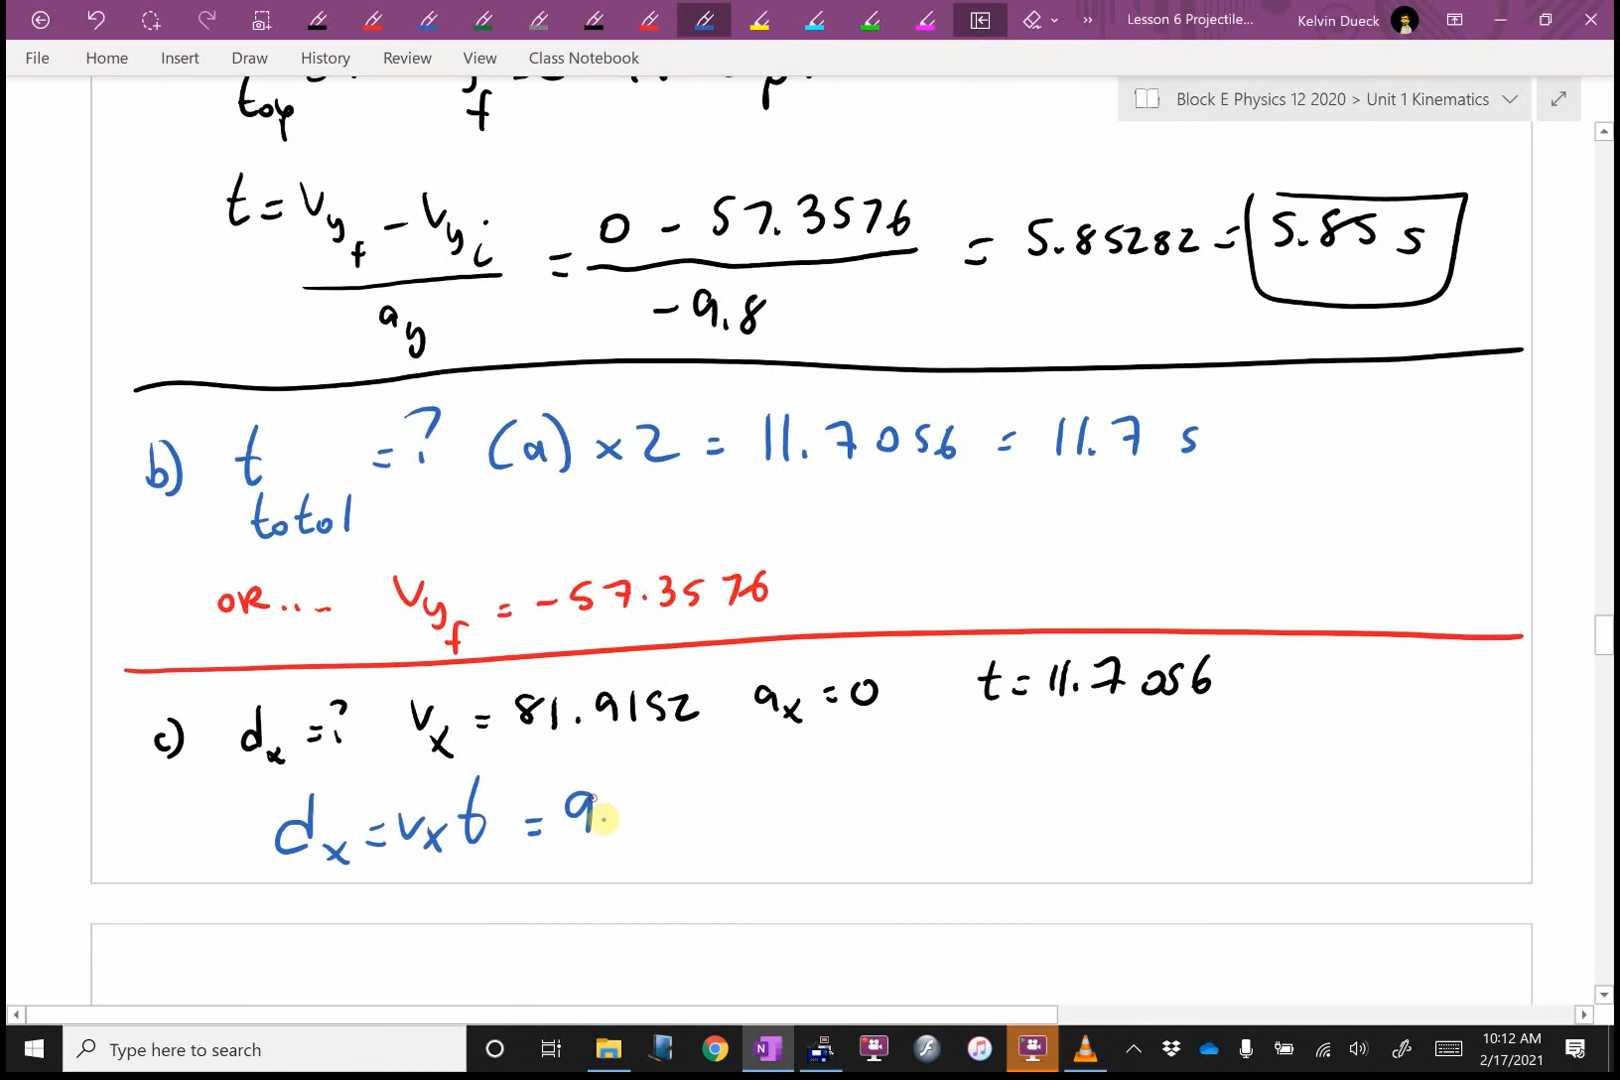 Lesson 6 Projectile... Kelvin Dueck
File Home Insert Draw History Review View Class Notebook
Block E Physics 12 2020 > Unit 1 Kinematics
top f
t = Vyf - Vyi / ay = 0 - 57.3576 / -9.8 = 5.85282 = 5.85 s
b) t total = ? (a) × 2 = 11.7056 = 11.7 s
OR... Vyf = -57.3576
c) dx = ? Vx = 81.9152 ax = 0 t = 11.7056
dx = Vx t = 9
Type here to search
10:12 AM
2/17/2021